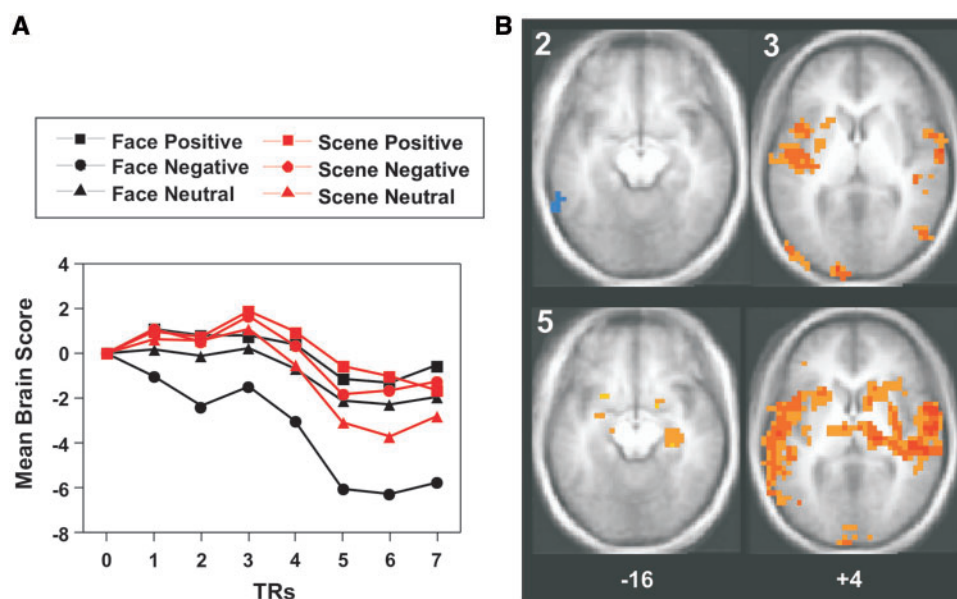 A
Face Positive
Face Negative
Face Neutral
Scene Positive
Scene Negative
Scene Neutral
Mean Brain Score
4
2
0
-2
-4
-6
-8
0 1 2 3 4 5 6 7
TRs
B
2
3
5
-16
+4